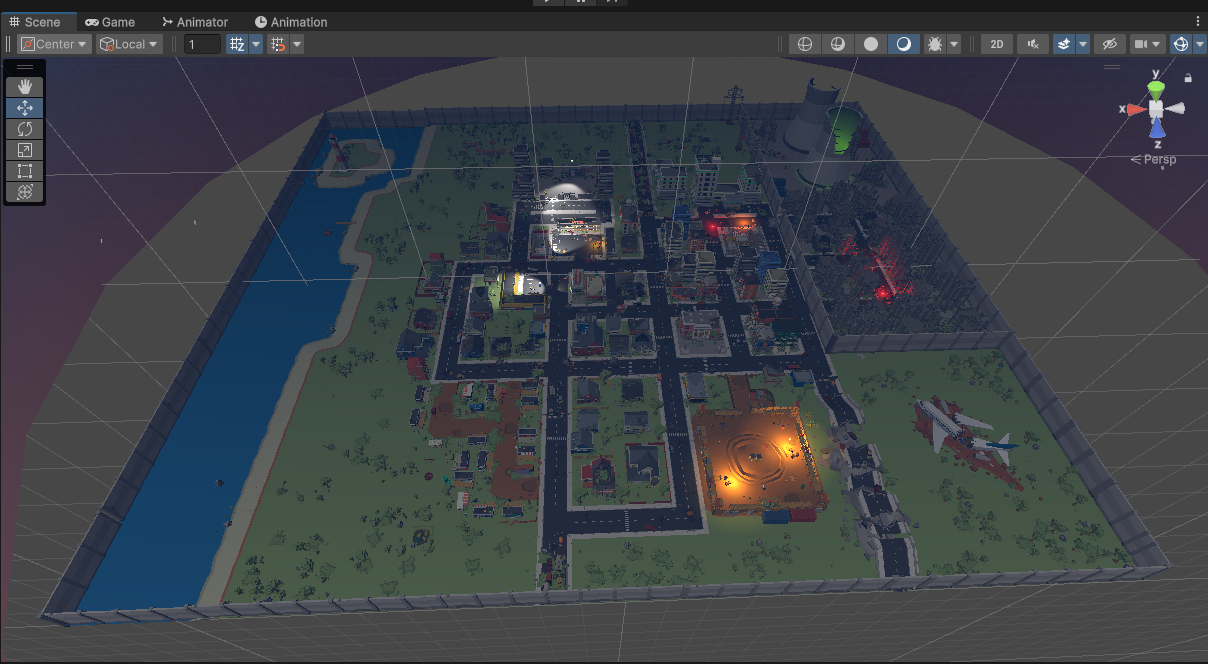 Scene Game Animator Animation
Center Local 1 2D
y
x
z
Persp